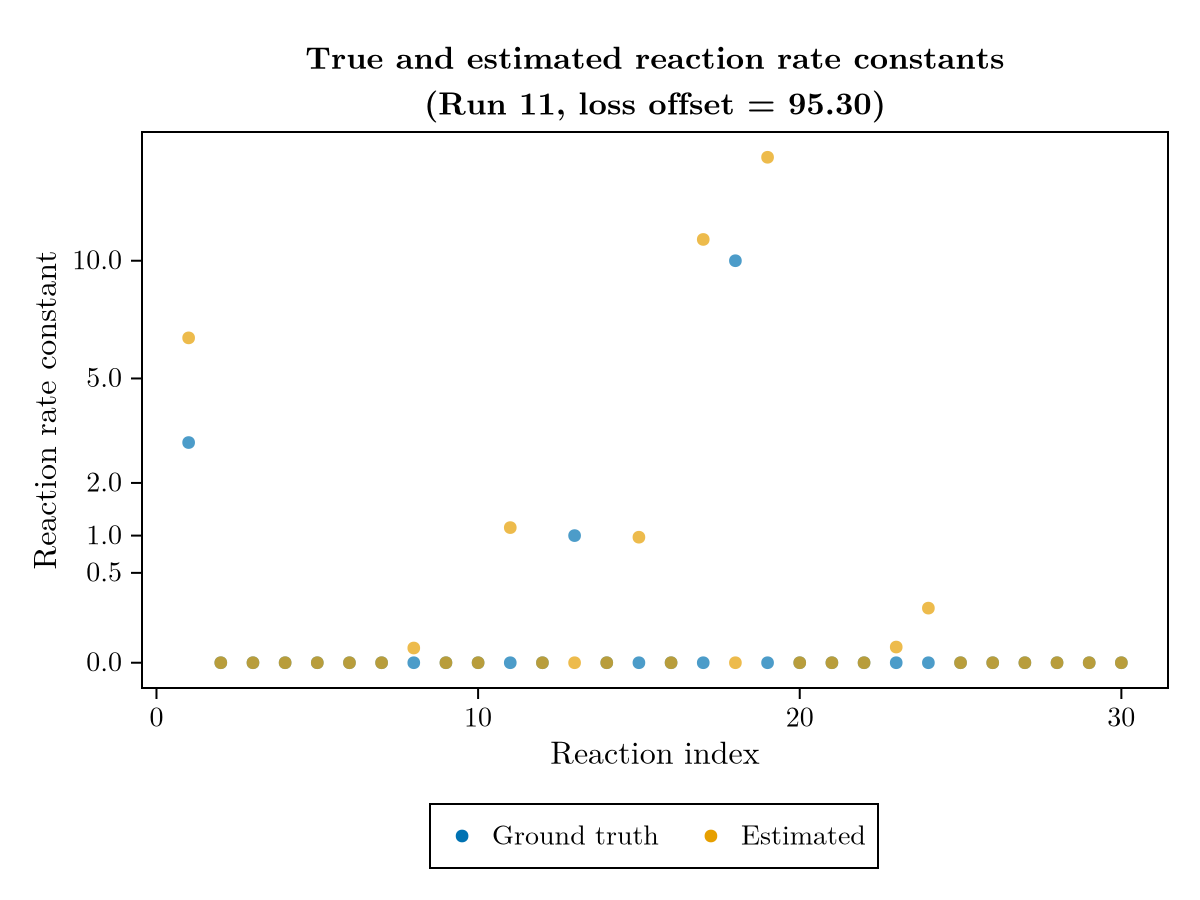 True and estimated reaction rate constants
(Run 11, loss offset = 95.30)
Reaction rate constant
10.0
5.0
2.0
1.0
0.5
0.0
0 10 20 30
Reaction index
Ground truth Estimated